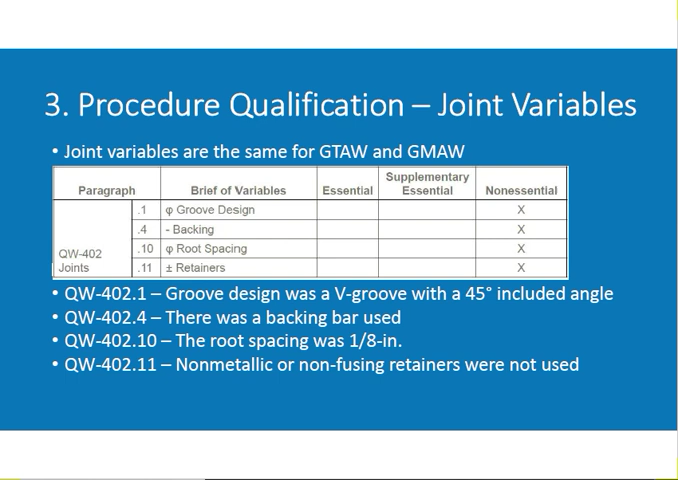 3. Procedure Qualification – Joint Variables
• Joint variables are the same for GTAW and GMAW
Paragraph Brief of Variables Essential Supplementary Essential Nonessential
QW-402 Joints
.1 φ Groove Design X
.4 - Backing X
.10 φ Root Spacing X
.11 ± Retainers X
• QW-402.1 – Groove design was a V-groove with a 45° included angle
• QW-402.4 – There was a backing bar used
• QW-402.10 – The root spacing was 1/8-in.
• QW-402.11 – Nonmetallic or non-fusing retainers were not used